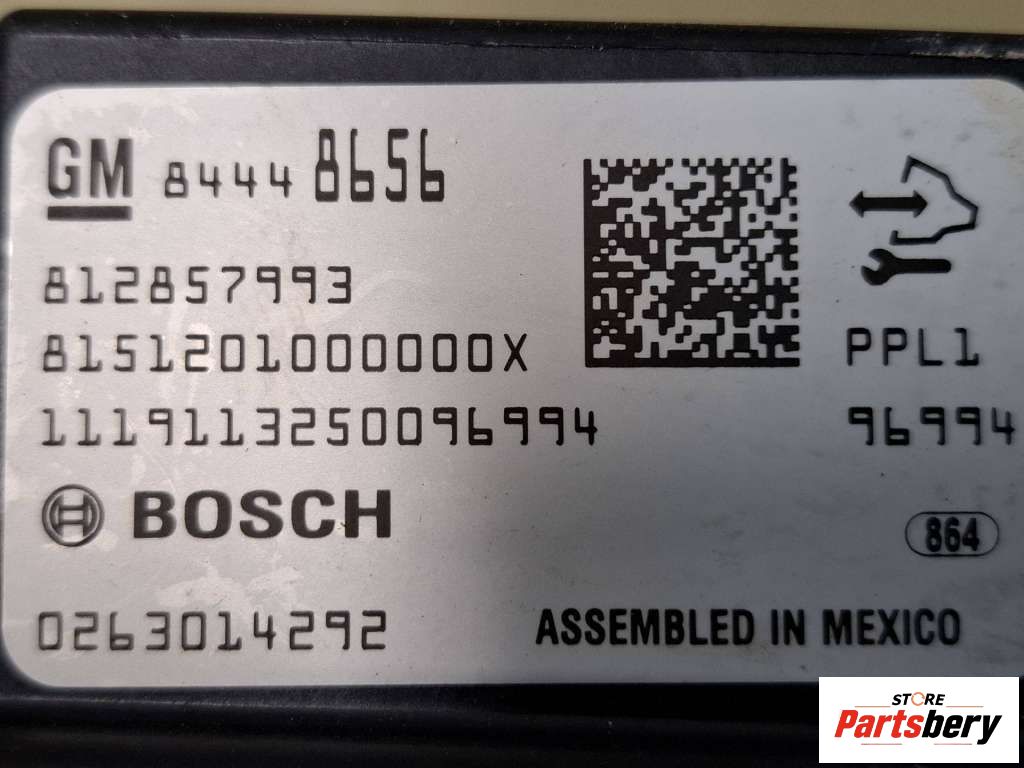 GM 8444 8656
812857993
8151201000000X PPL1
1119113250096994 96994
BOSCH
864
0263014292 ASSEMBLED IN MEXICO
STORE
Partsbery